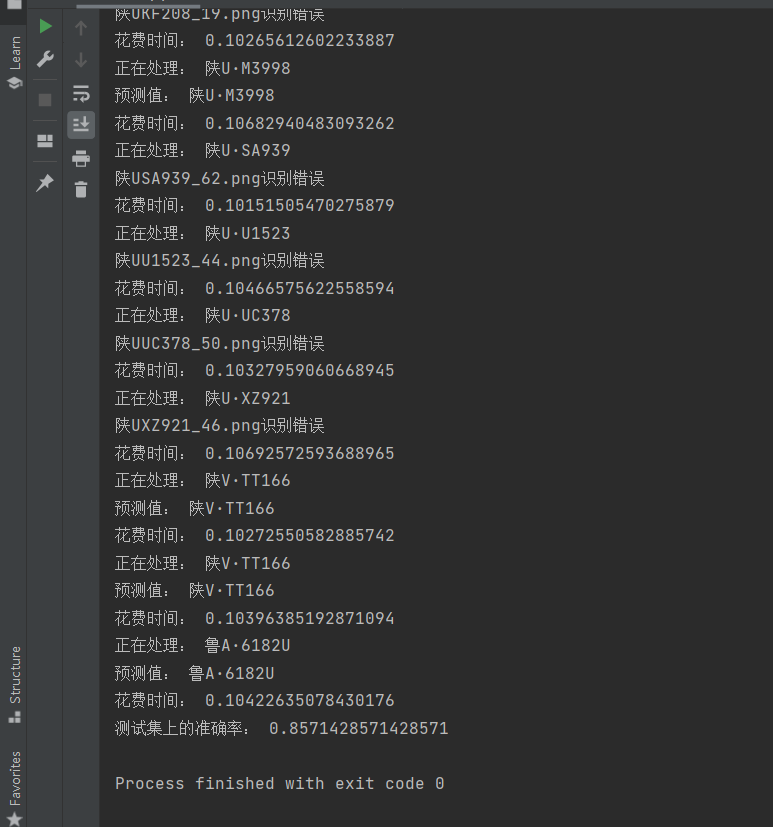 Learn
Structure
Favorites
陕UKF208_19.png识别错误
花费时间： 0.10265612602233887
正在处理： 陕U·M3998
预测值： 陕U·M3998
花费时间： 0.10682940483093262
正在处理： 陕U·SA939
陕USA939_62.png识别错误
花费时间： 0.10151505470275879
正在处理： 陕U·U1523
陕UU1523_44.png识别错误
花费时间： 0.10466575622558594
正在处理： 陕U·UC378
陕UUC378_50.png识别错误
花费时间： 0.10327959060668945
正在处理： 陕U·XZ921
陕UXZ921_46.png识别错误
花费时间： 0.10692572593688965
正在处理： 陕V·TT166
预测值： 陕V·TT166
花费时间： 0.10272550582885742
正在处理： 陕V·TT166
预测值： 陕V·TT166
花费时间： 0.10396385192871094
正在处理： 鲁A·6182U
预测值： 鲁A·6182U
花费时间： 0.10422635078430176
测试集上的准确率： 0.8571428571428571
Process finished with exit code 0